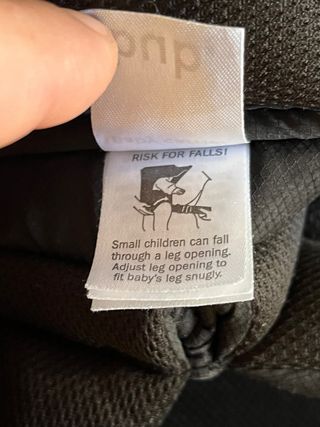 RISK FOR FALLS!
Small children can fall
through a leg opening.
Adjust leg opening to
fit baby's leg snugly.